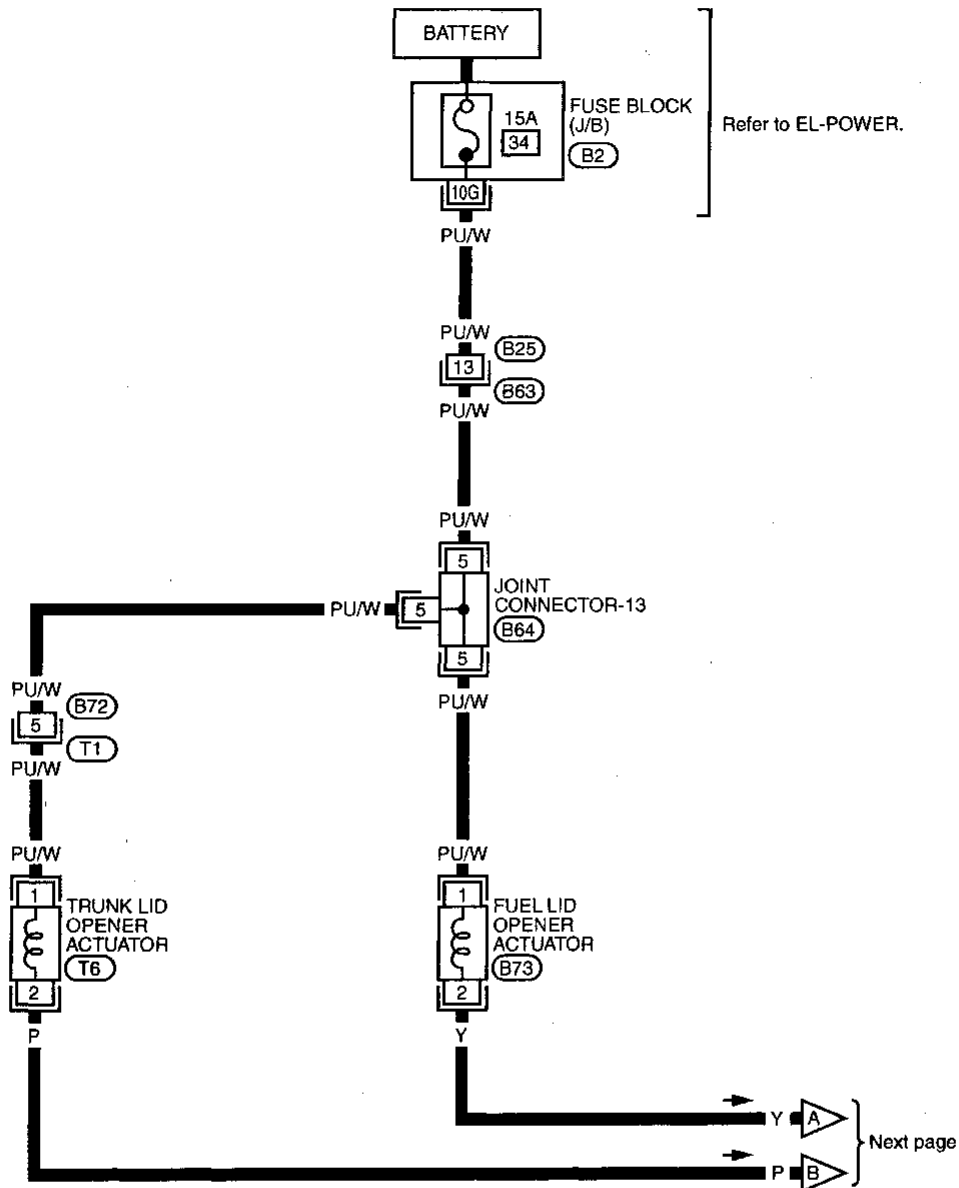 BATTERY
15A
34
FUSE BLOCK
(J/B)
B2
Refer to EL-POWER.
10G
PU/W
PU/W
B25
13
B63
PU/W
PU/W
5
JOINT
CONNECTOR-13
B64
PU/W
5
5
PU/W
PU/W
B72
5
T1
PU/W
PU/W
1
TRUNK LID
OPENER
ACTUATOR
T6
2
P
PU/W
1
FUEL LID
OPENER
ACTUATOR
B73
2
Y
Y
A
Next page
P
B